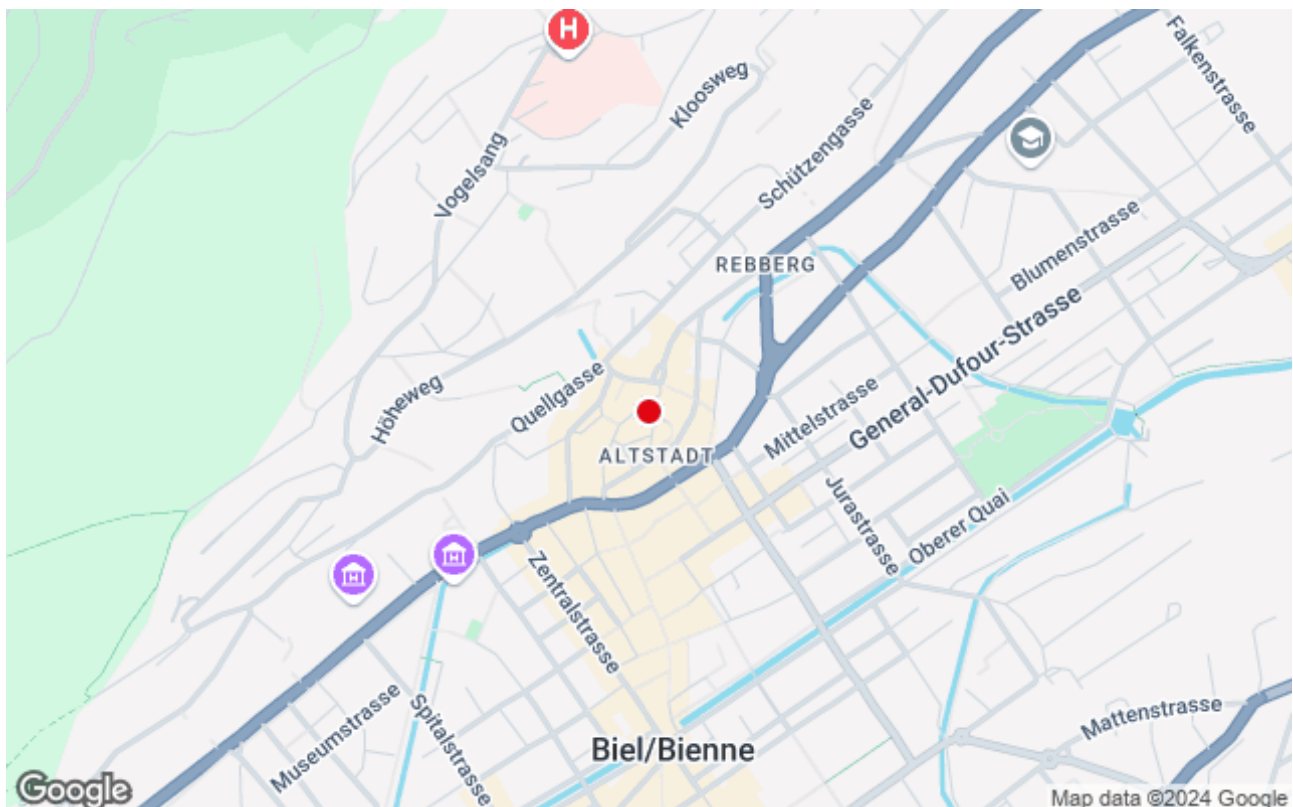 H
Falkenstrasse
Kloosweg
Schützengasse
Vogelsang
Blumenstrasse
REBBERG
General-Dufour-Strasse
Höheweg
Quellgasse
Mittelstrasse
ALTSTADT
Jurastrasse
Oberer Quai
H
H
Zentralstrasse
Museumstrasse
Spitalstrasse
Mattenstrasse
Biel/Bienne
Google
Map data ©2024 Google